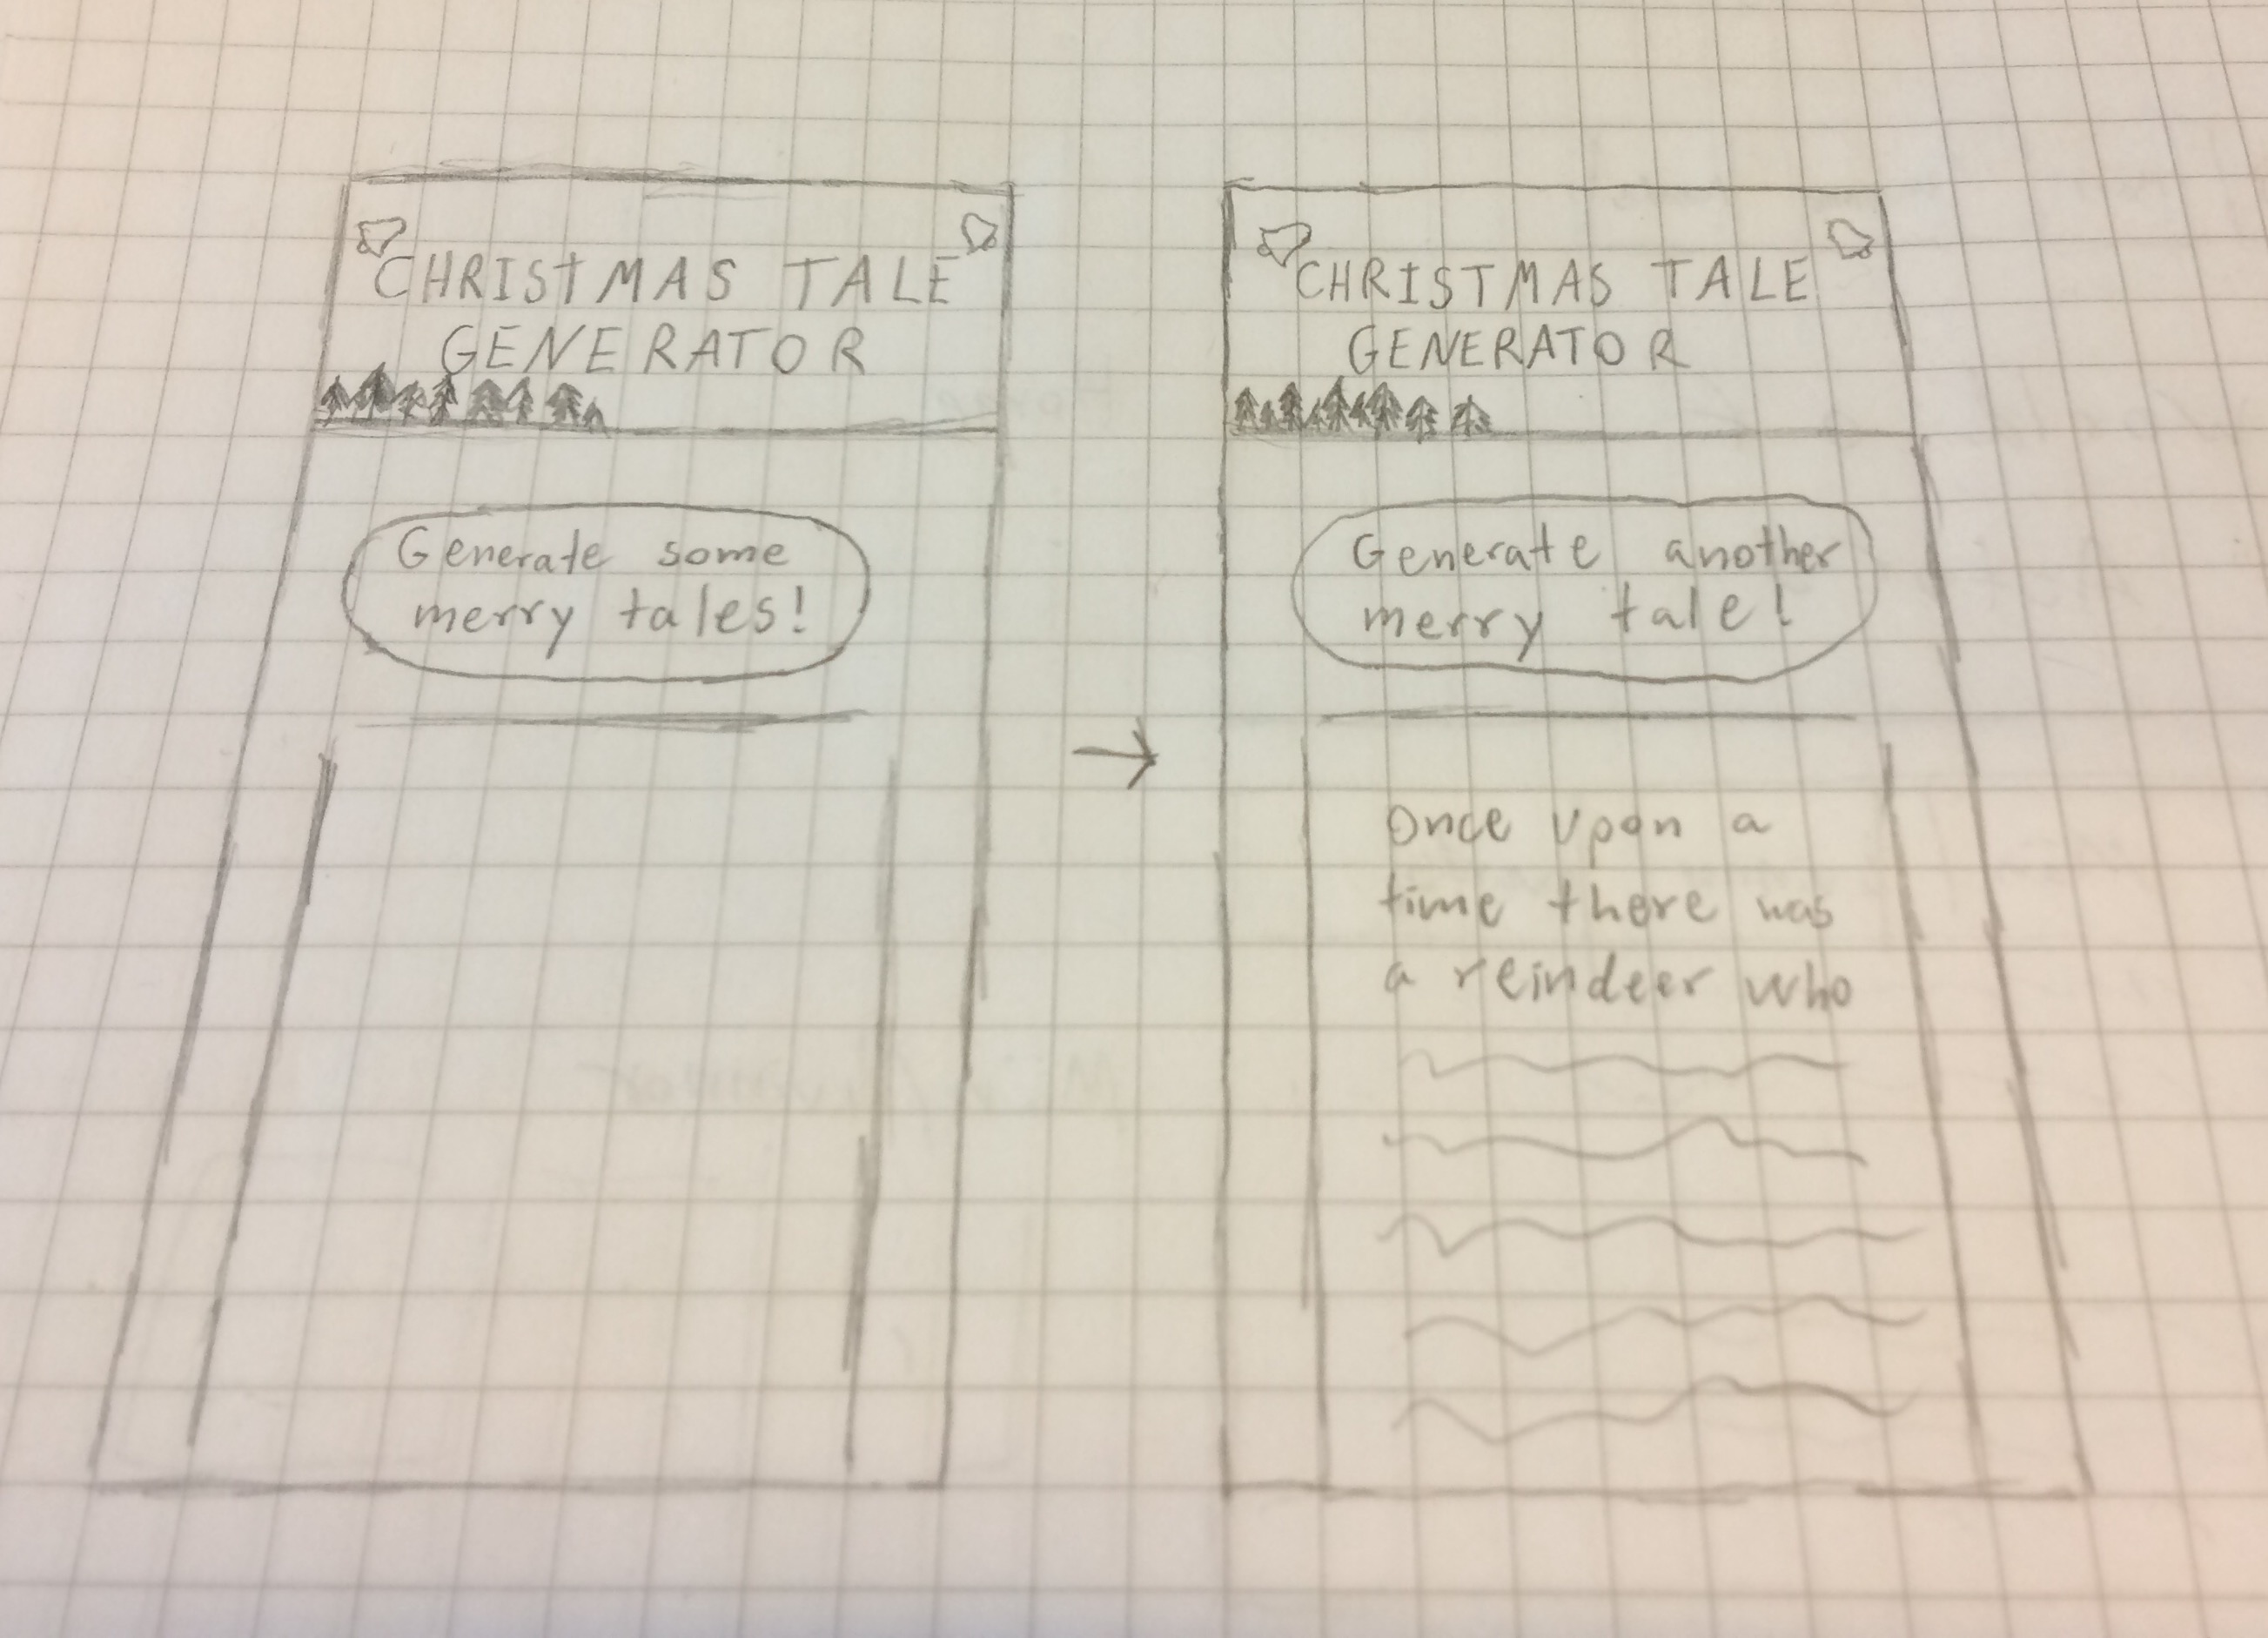 CHRISTMAS TALE
GENERATOR
Generate some
merry tales!
CHRISTMAS TALE
GENERATOR
Generate another
merry tale!
Once upon a
time there was
a reindeer who